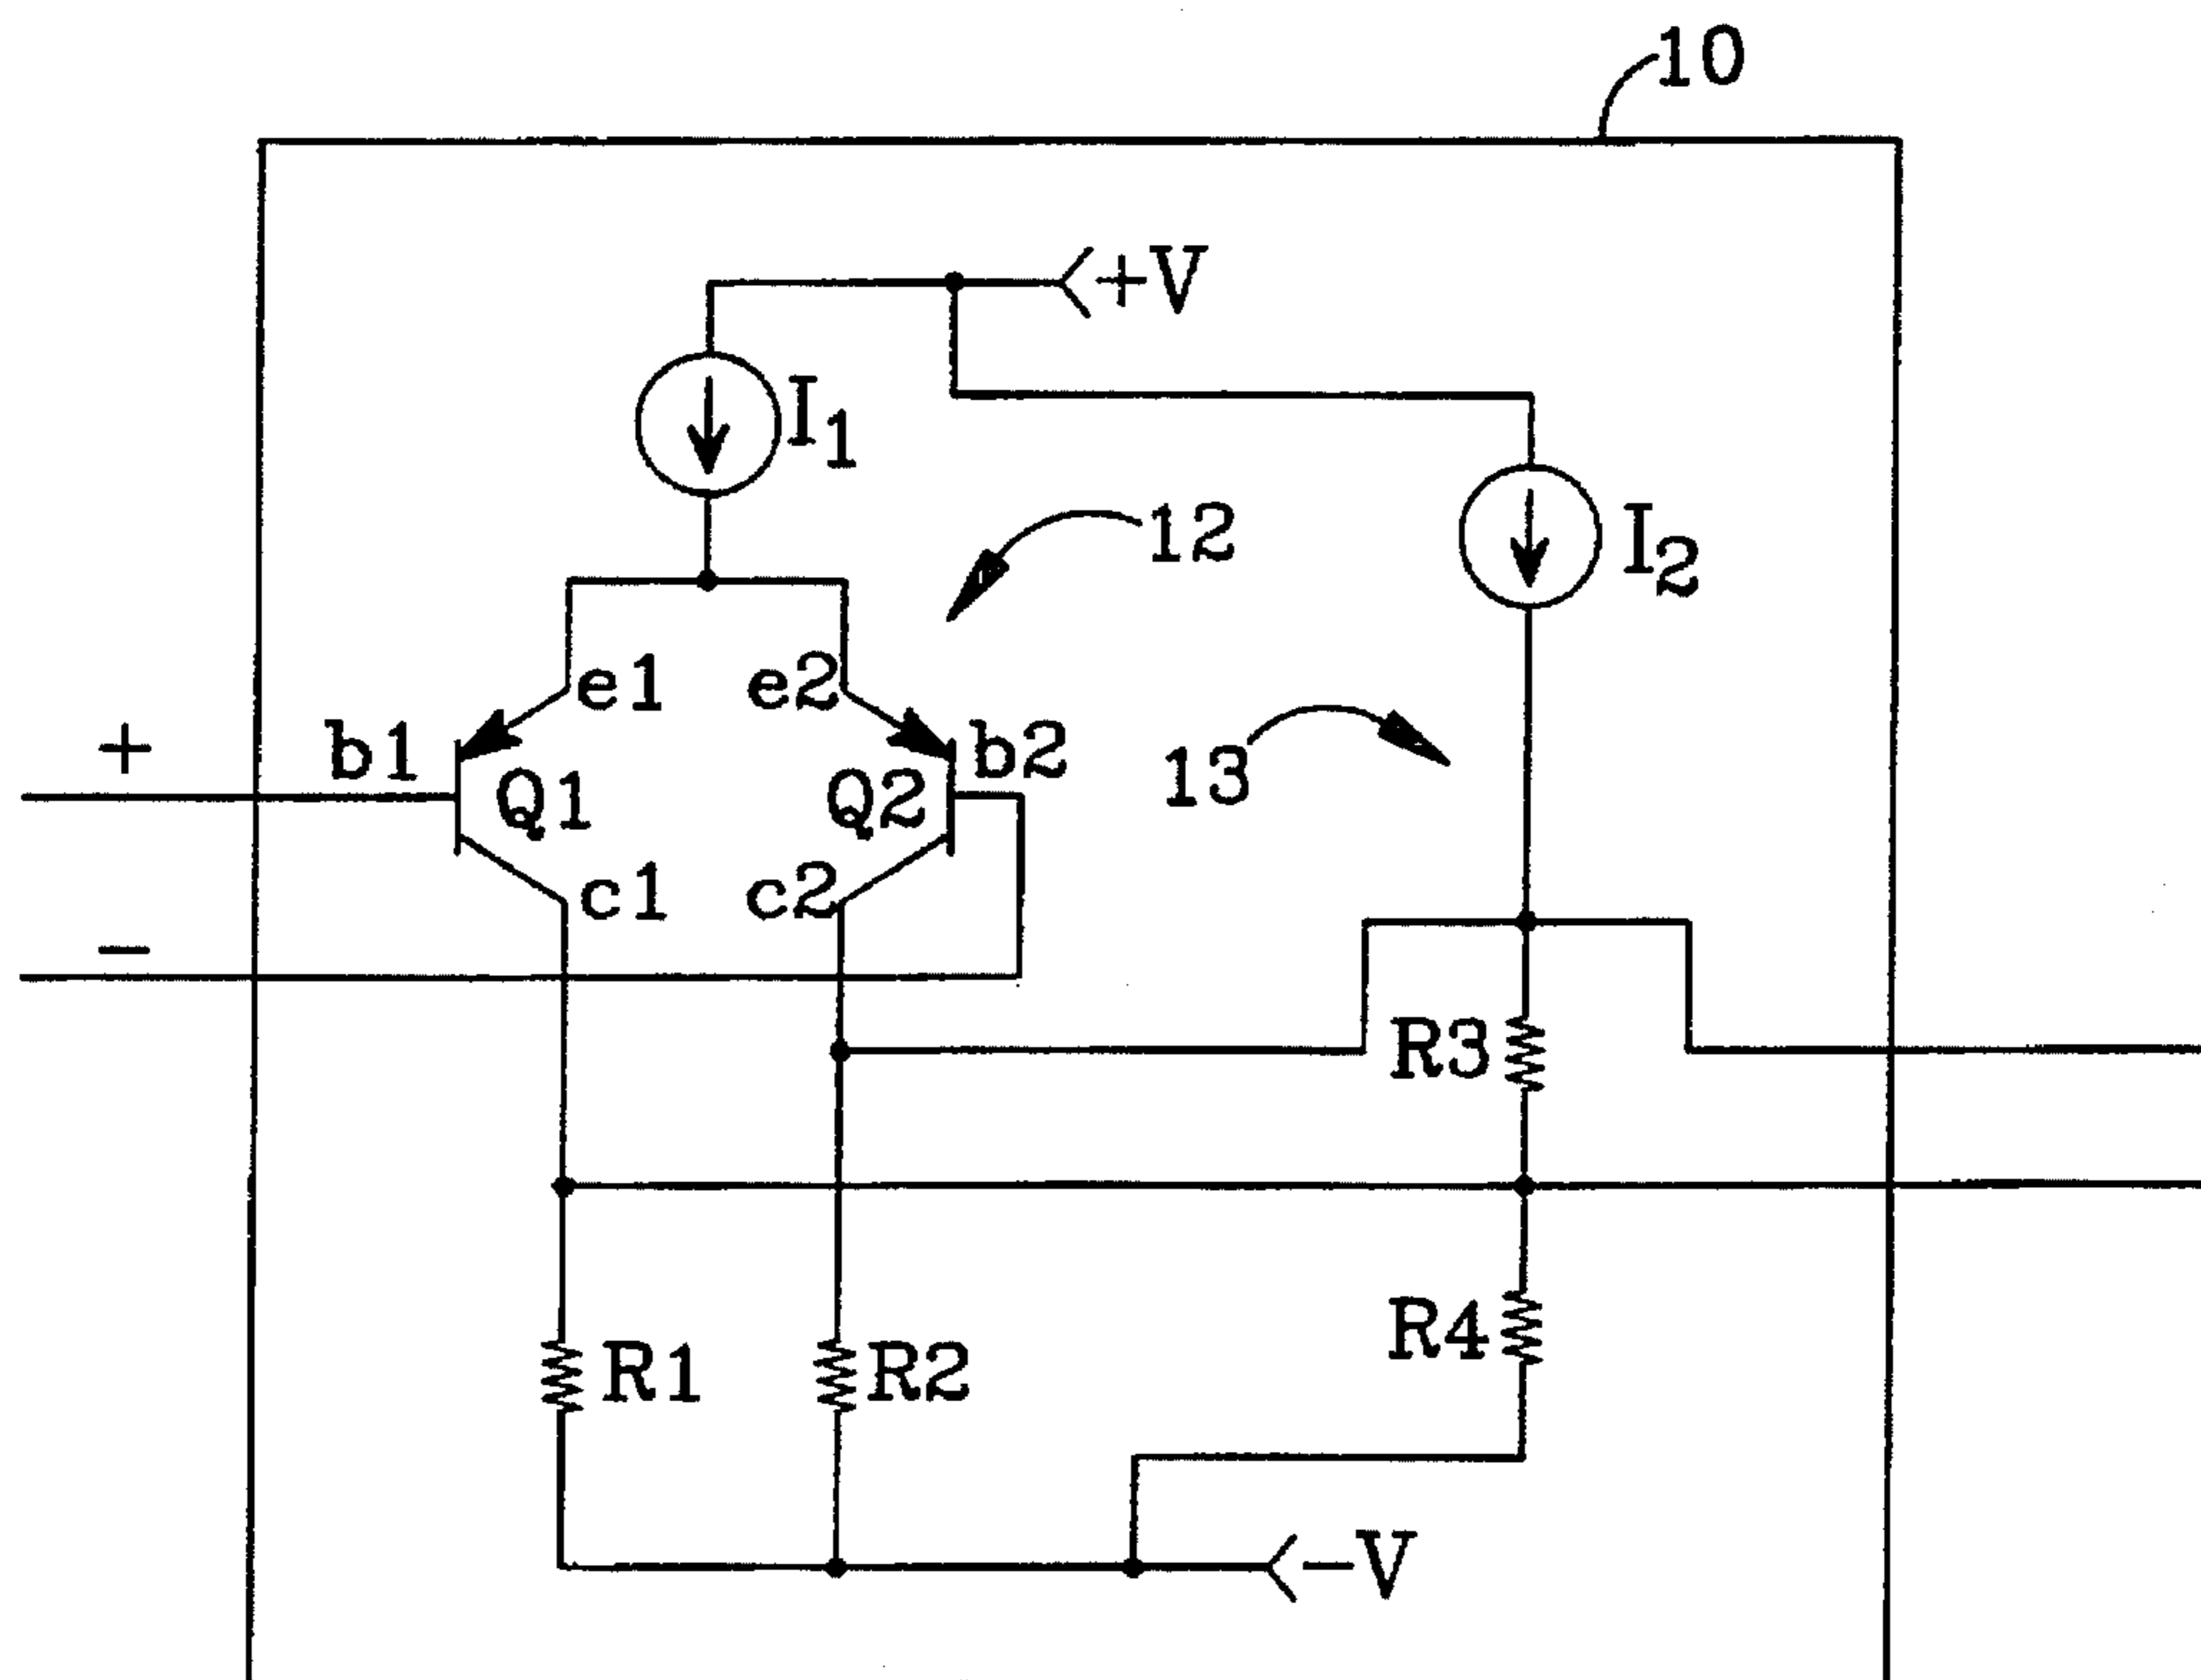 10
+V
I1
12
I2
e1 e2
+ b1 Q1 Q2 b2
13
c1 c2
−
R3
R4
R1 R2
−V